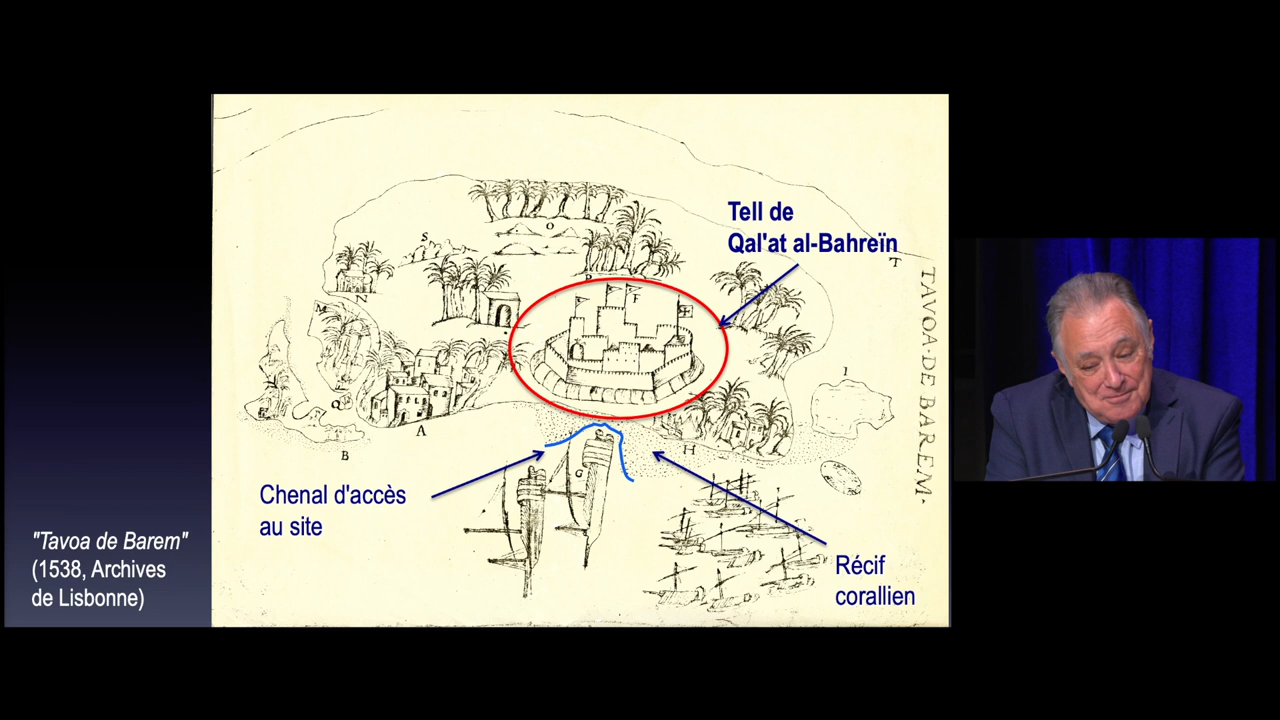 Tell de
Qal'at al-Bahreïn
S
O
T
F
N
M
I
Q
A
B
H
G
TAVOA·DE BAREM·
Chenal d'accès
au site
Récif
corallien
"Tavoa de Barem"
(1538, Archives
de Lisbonne)